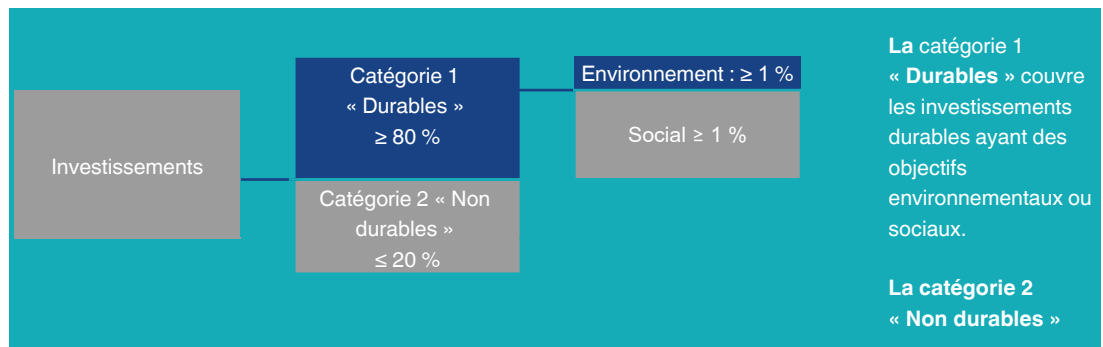 Investissements
Catégorie 1
« Durables »
≥ 80 %
Catégorie 2 « Non
durables »
≤ 20 %
Environnement : ≥ 1 %
Social ≥ 1 %
La catégorie 1
« Durables » couvre
les investissements
durables ayant des
objectifs
environnementaux ou
sociaux.
La catégorie 2
« Non durables »